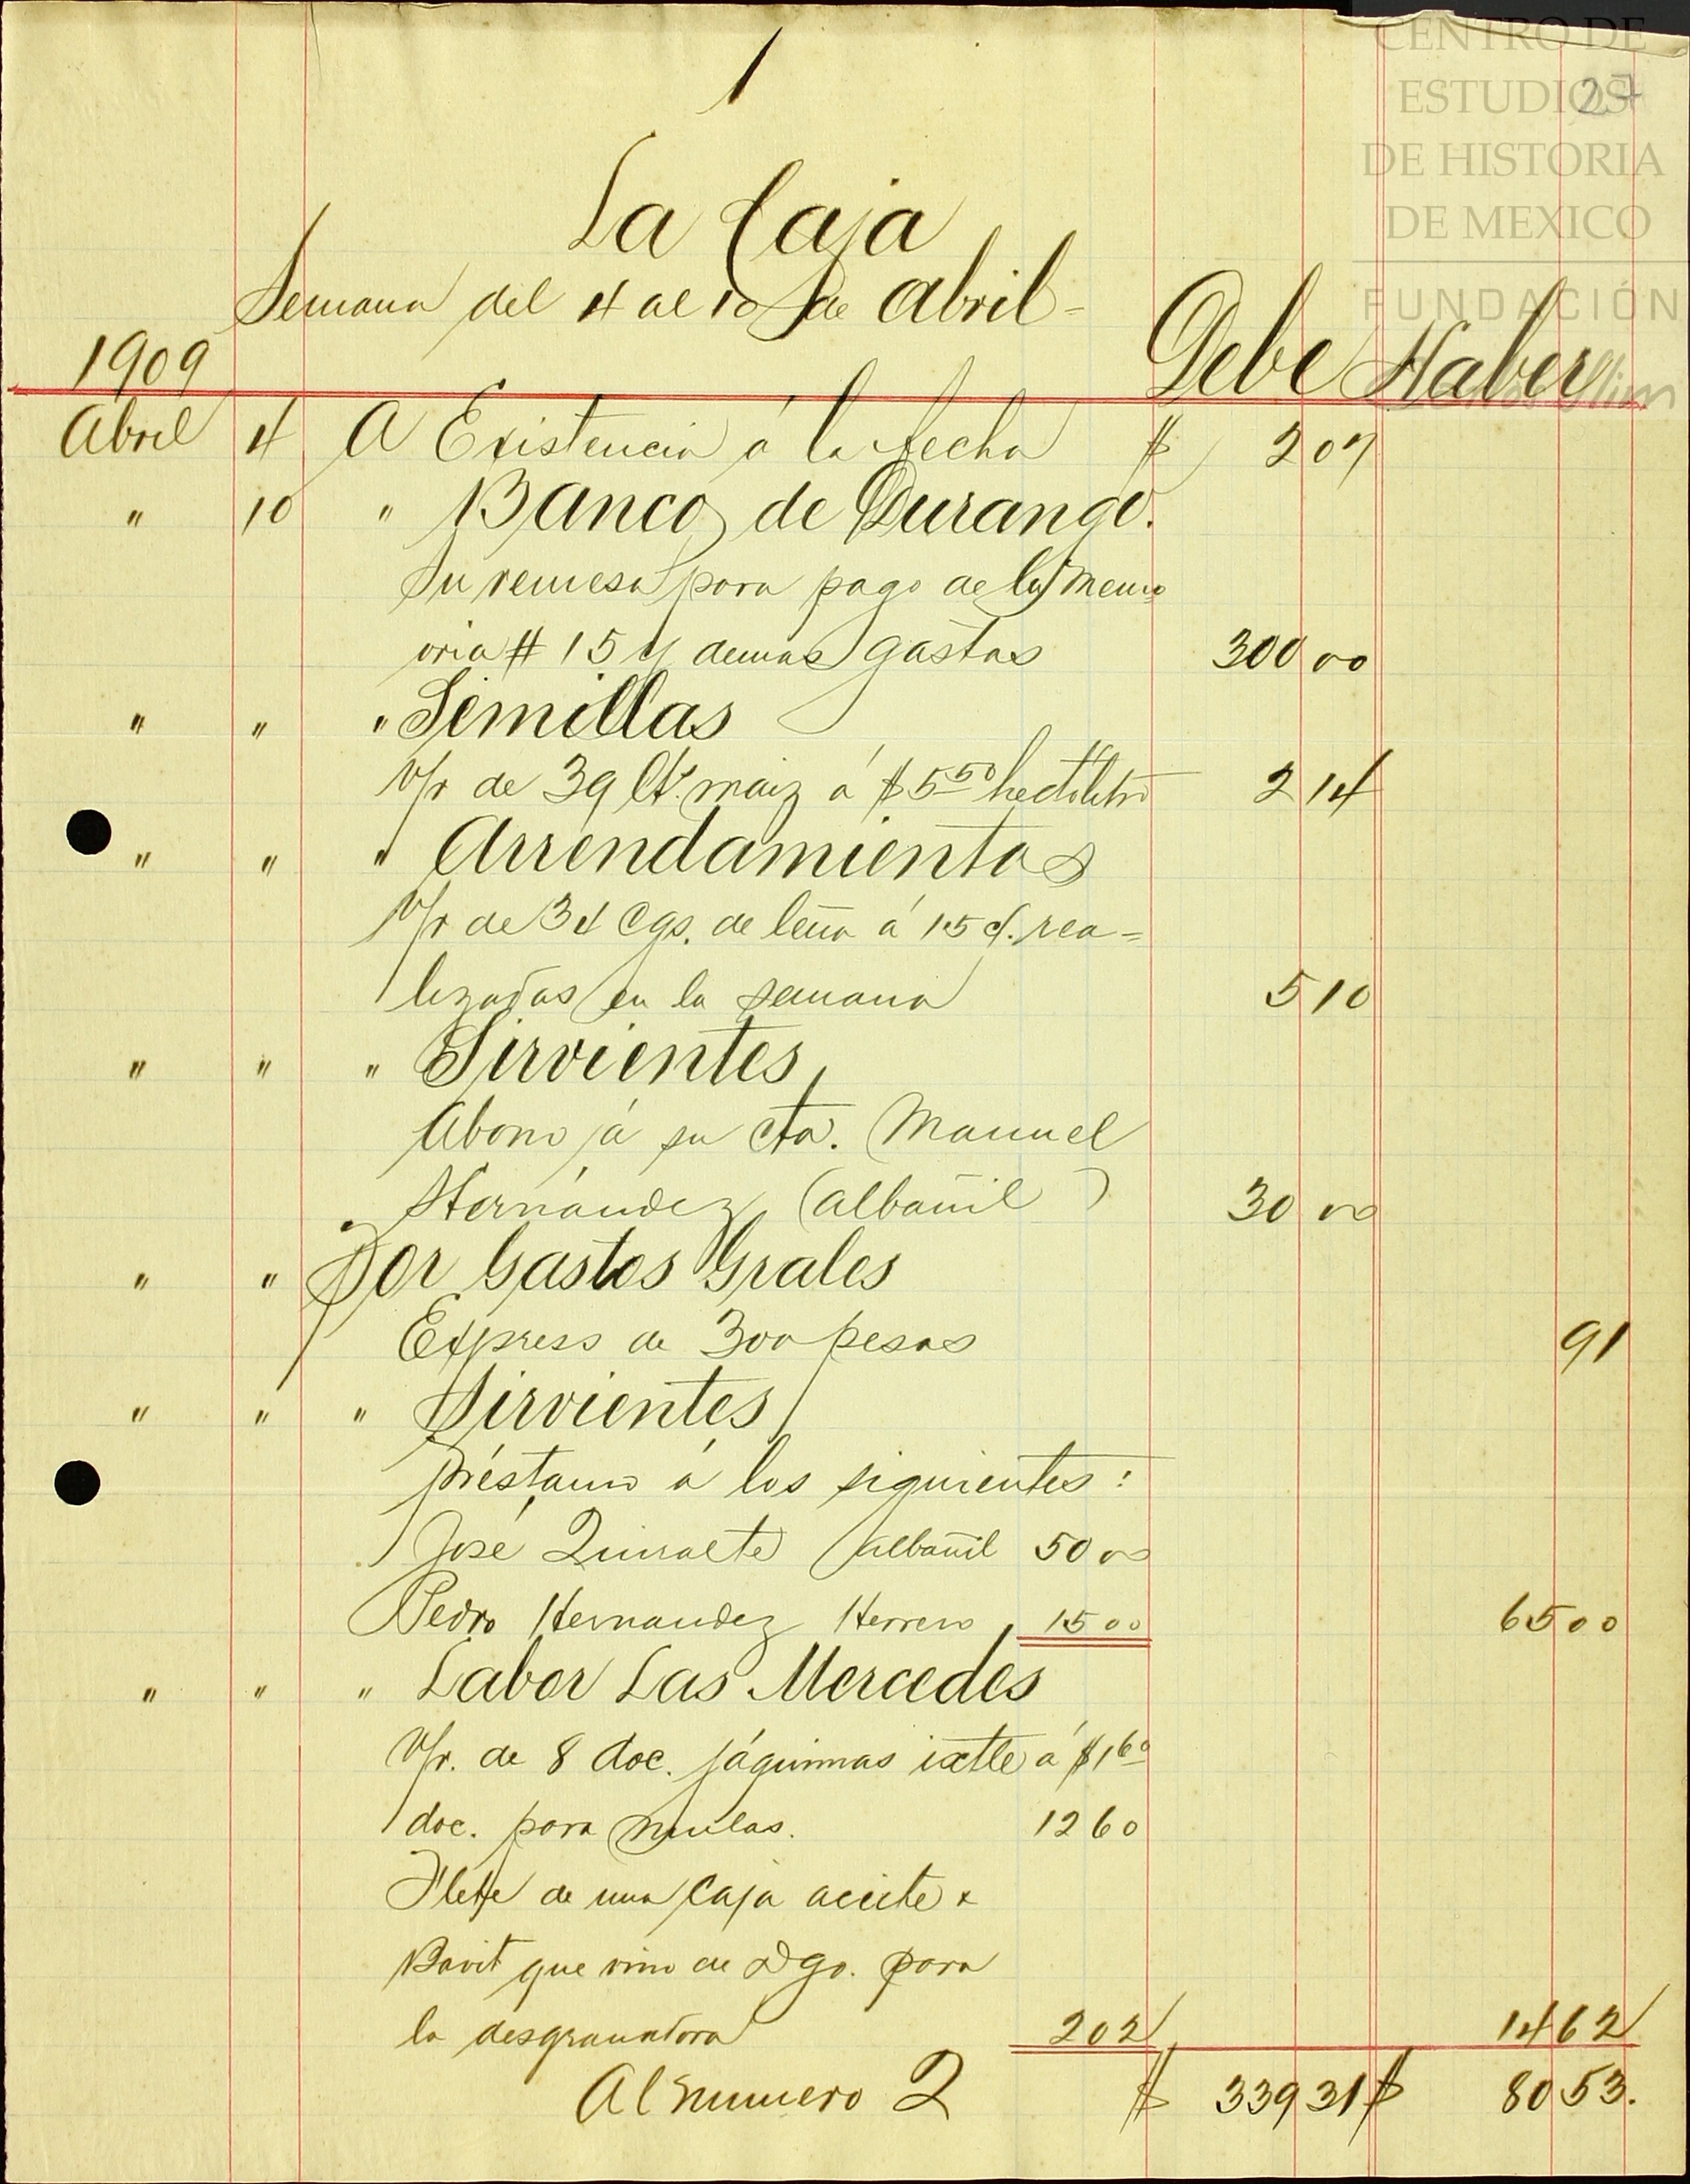 1
CENTRO DE
ESTUDIOS
DE HISTORIA
DE MEXICO
FUNDACIÓN
27
La Caja
Semana del 4 al 10 de Abril-
1909 Debe Haber
Abril 4 A Existencia á la fecha $ 2 07
" 10 " Banco de Durango.
Su remesa para pago de la Memo
oria # 15 y demas gastos 300 00
" " " Semillas
V/r de 39 lt. maiz á $ 5 50 hectolitro 2 14
" " " Arrendamientos
V/r de 34 Cgs. de leña á 15 ¢. rea=
lizadas en la semana 5 10
" " " Sirvientes
Abono á su cta. Manuel
Hernández (albañil) 30 00
" " Por Gastos Grales
Express de 300 pesos 91
" " " Sirvientes
préstamo á los siguientes:
José Quiralte albañil 50 00
Pedro Hernandez Herrero 15 00 65 00
" " " Labor Las Mercedes
V/r. de 8 doc. jáquimas ixtle á $1 60
doc. para mulas. 12 60
Flete de una caja aceite
que vino de Dgo. para
la desgranadora 2 02 14 62
Al numero 2 $ 339 31 $ 80 53.